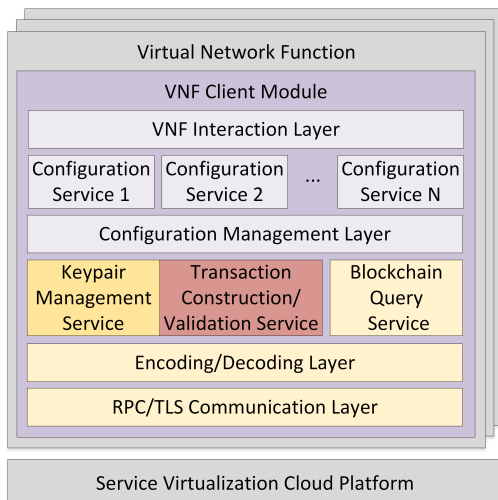 Virtual Network Function
VNF Client Module
VNF Interaction Layer
Configuration
Service 1
Configuration
Service 2
...
Configuration
Service N
Configuration Management Layer
Keypair
Management
Service
Transaction
Construction/
Validation Service
Blockchain
Query
Service
Encoding/Decoding Layer
RPC/TLS Communication Layer
Service Virtualization Cloud Platform